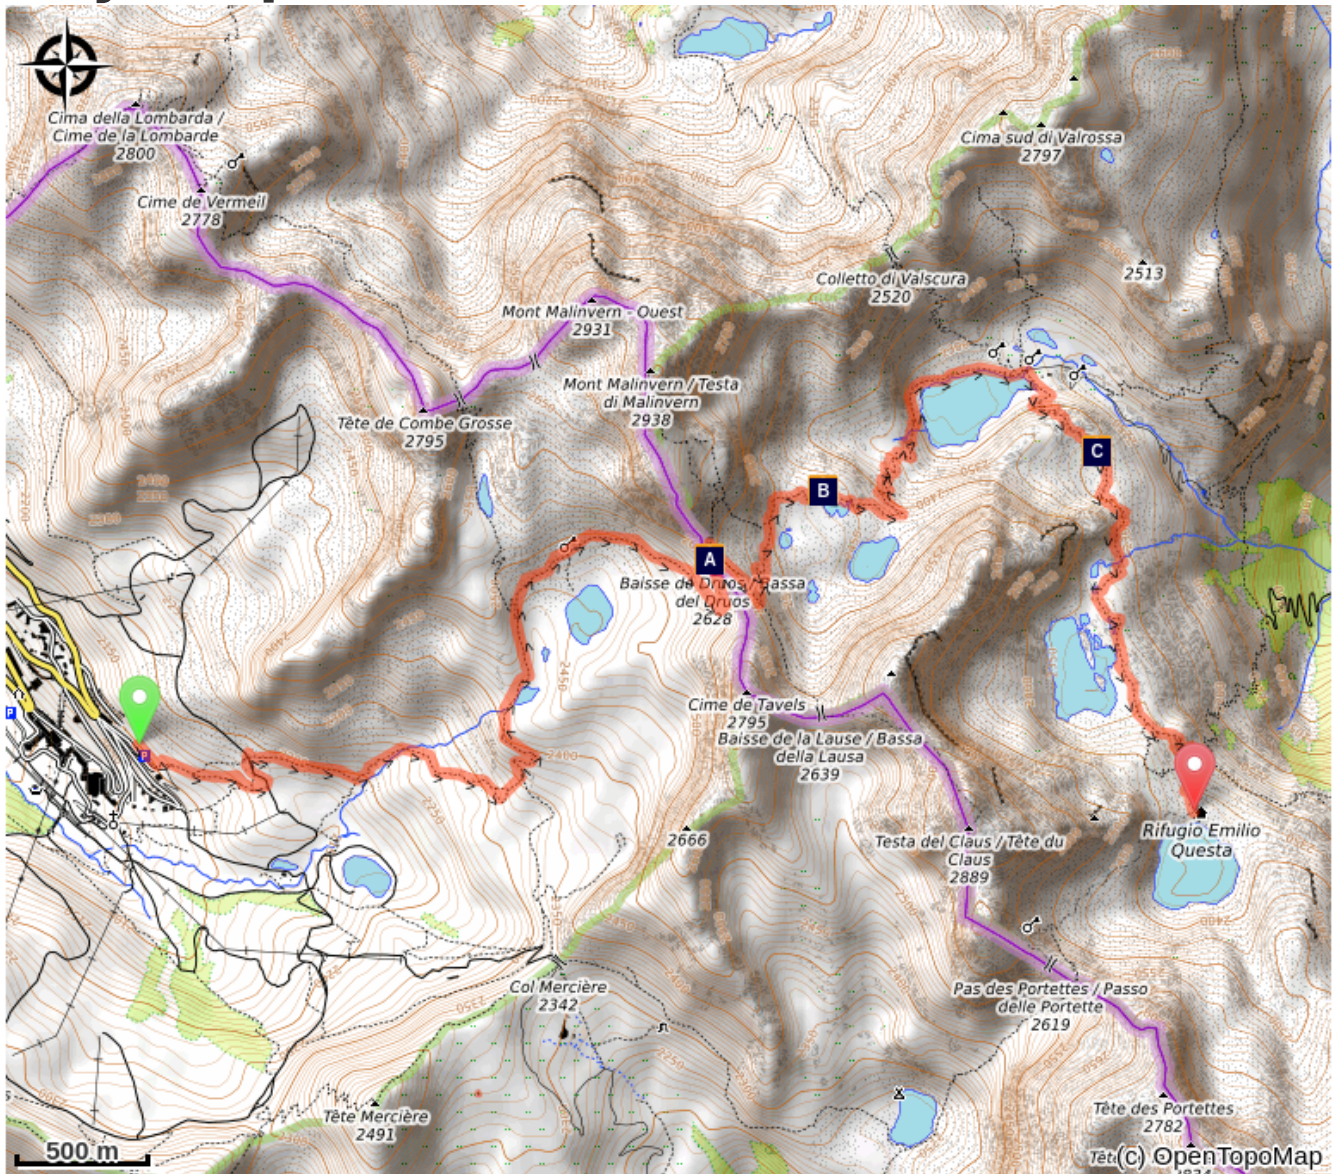 Cima della Lombarda /
Cime de la Lombarde
2800
Cime de Vermeil
2778
Cima sud di Valrossa
2797
Colletto di Valscura
2520
2513
Mont Malinvern - Ouest
2931
Mont Malinvern / Testa
di Malinvern
2938
Tête de Combe Grosse
2795
C
B
A
Baisse de Druos / Bassa
del Druos
2628
2450
2400
P
P
Cime de Tavels
2795
Baisse de la Lause / Bassa
della Lausa
2639
2666
Testa del Claus / Tête du
Claus
2889
Rifugio Emilio
Questa
2400
Col Mercière
2342
Pas des Portettes / Passo
delle Portette
2619
Tête Mercière
2491
Tête des Portettes
2782
500 m
(c) OpenTopoMap